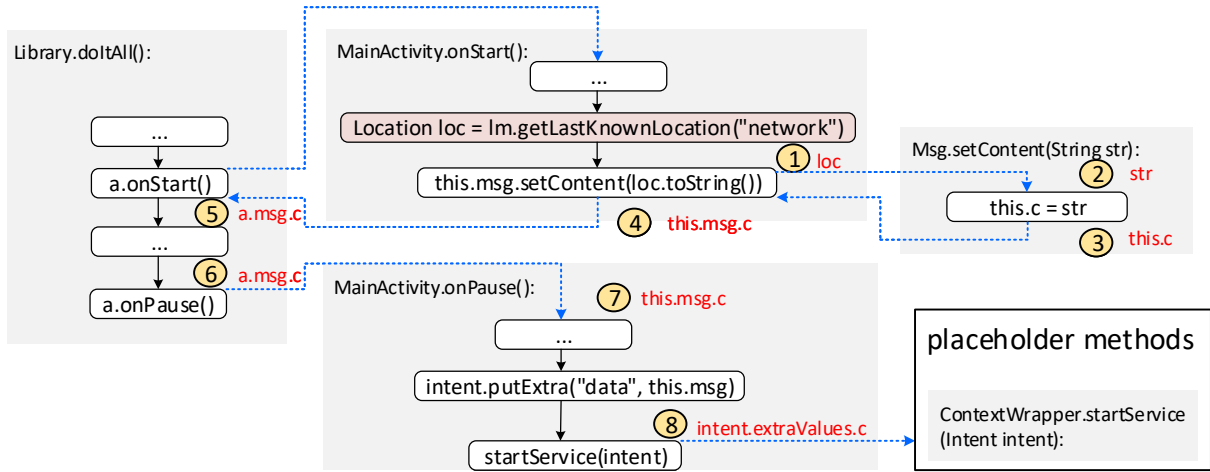 Library.doItAll():
...
a.onStart()
5 a.msg.c
...
6 a.msg.c
a.onPause()
MainActivity.onStart():
...
Location loc = lm.getLastKnownLocation("network")
1 loc
this.msg.setContent(loc.toString())
4 this.msg.c
Msg.setContent(String str):
2 str
this.c = str
3 this.c
MainActivity.onPause():
7 this.msg.c
...
intent.putExtra("data", this.msg)
8 intent.extraValues.c
startService(intent)
placeholder methods
ContextWrapper.startService
(Intent intent):